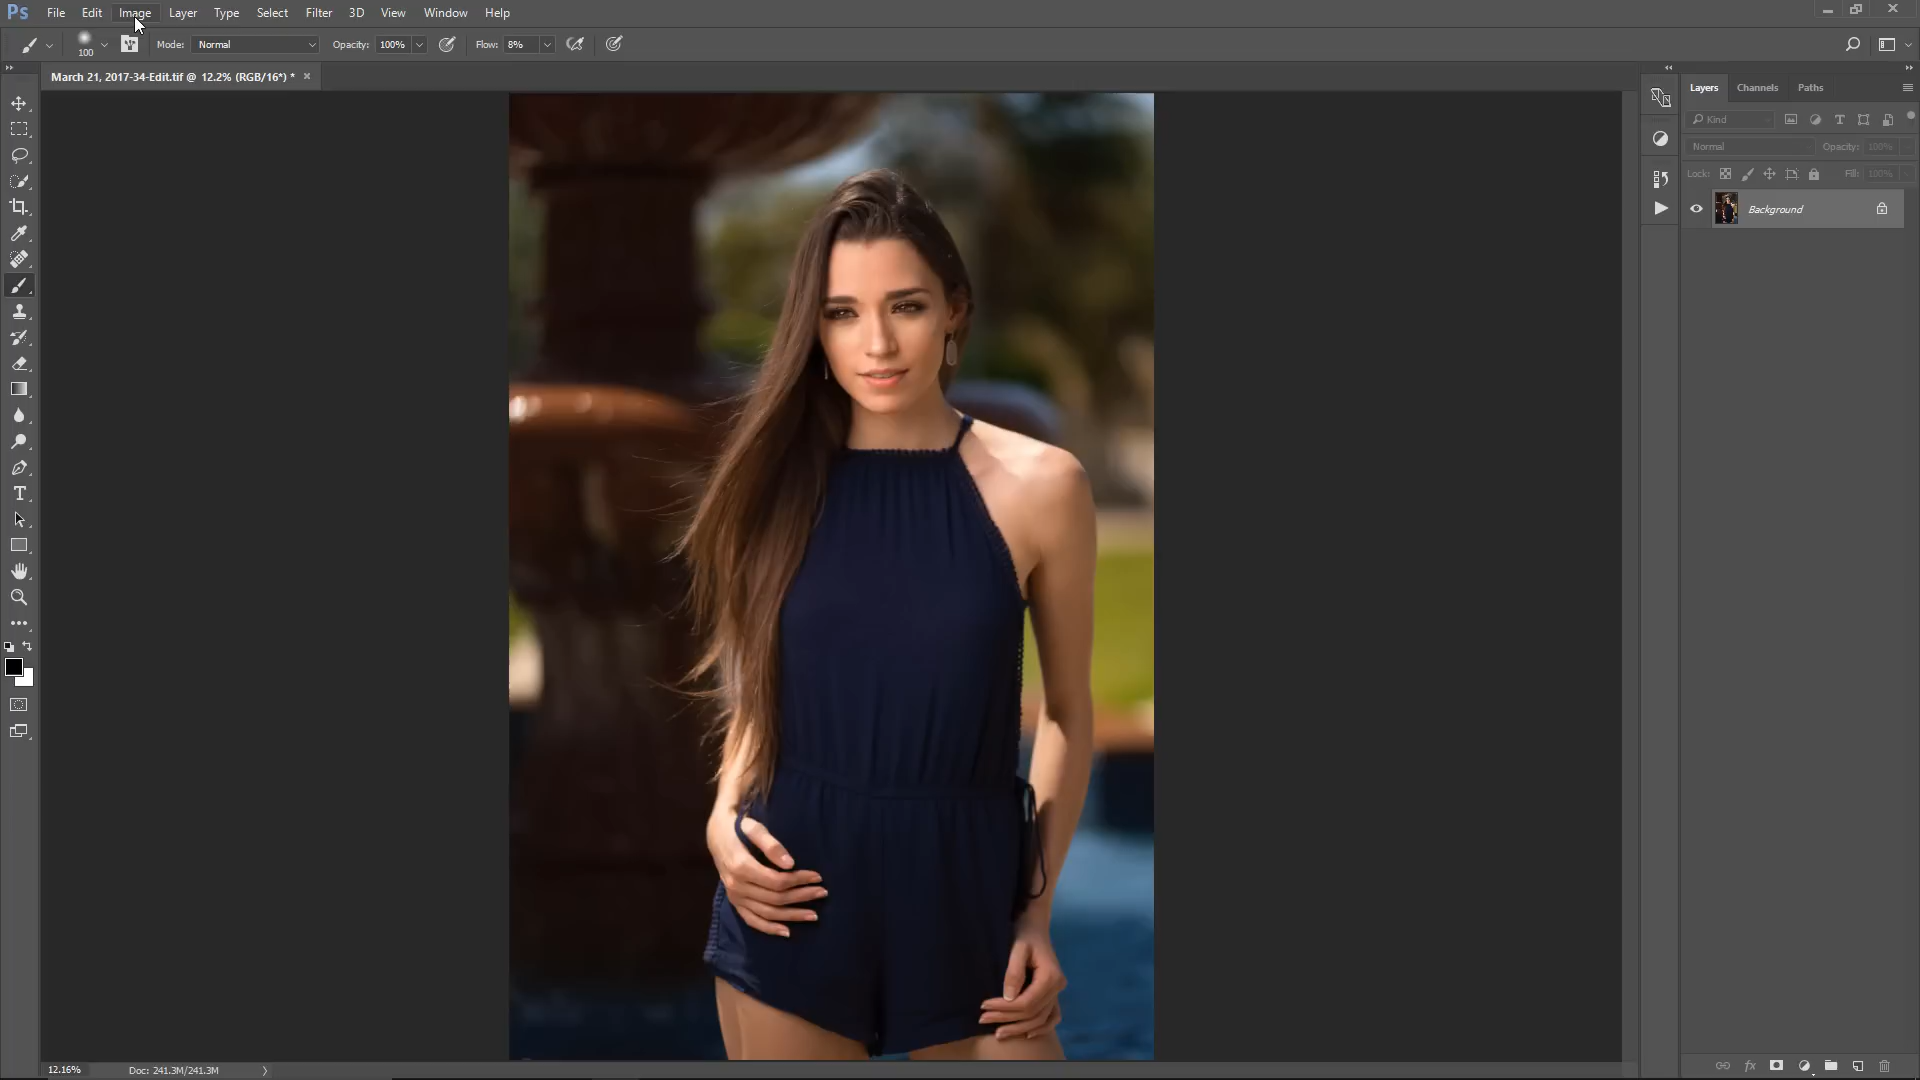 Ps File Edit Image Layer Type Select Filter 3D View Window Help
100 Mode: Normal Opacity: 100% Flow: 8%
March 21, 2017-34-Edit.tif @ 12.2% (RGB/16*) * ×
Layers Channels Paths
Kind
Normal Opacity: 100%
Lock: Fill: 100%
Background
12.16% Doc: 241.3M/241.3M